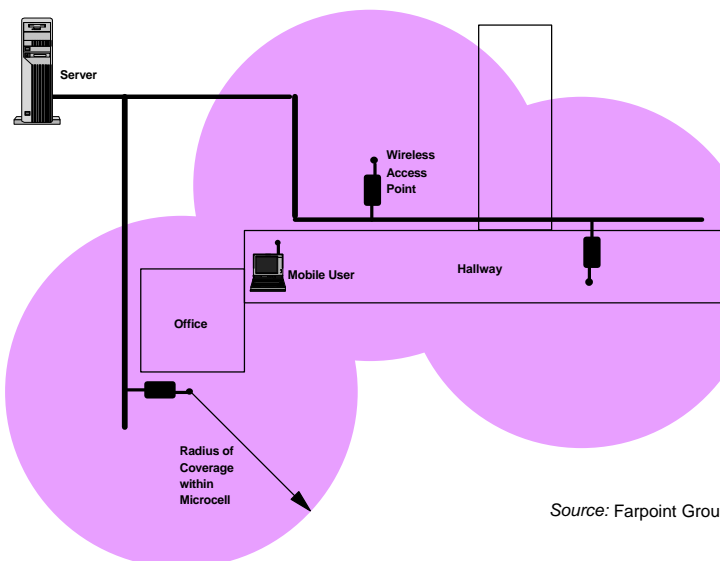 Server
Wireless
Access
Point
Mobile User
Hallway
Office
Radius of
Coverage
within
Microcell
Source: Farpoint Grou